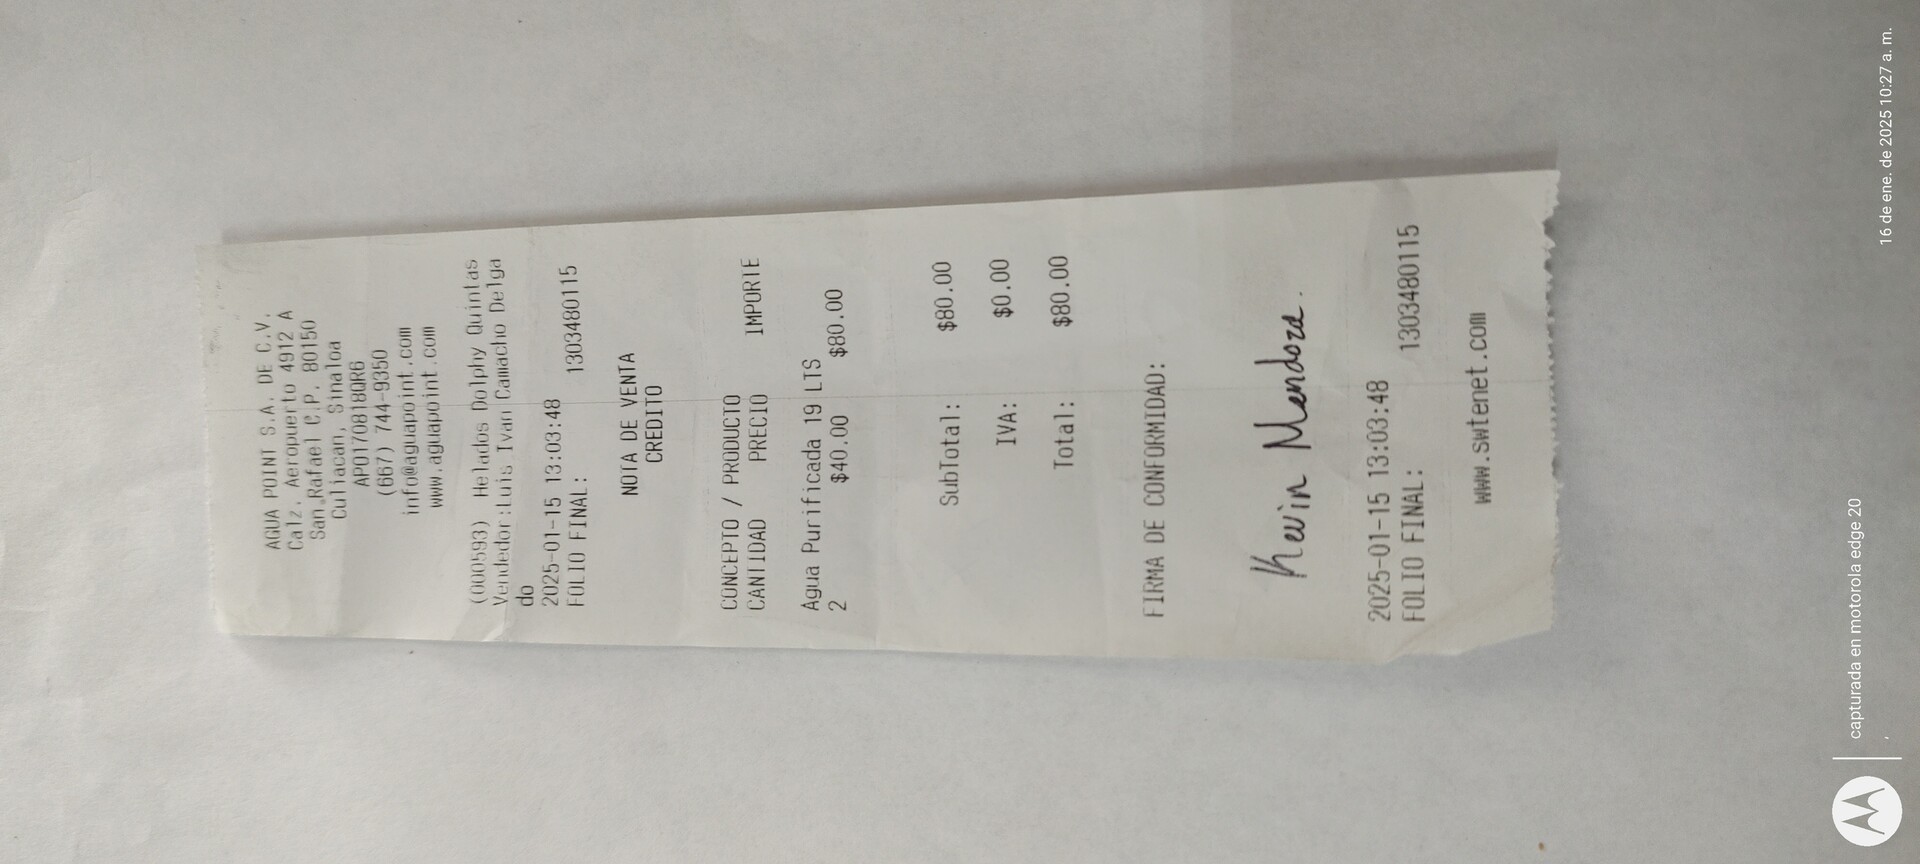 AGUA POINT S.A. DE C.V.
Calz. Aeropuerto 4912 A
San Rafael C.P. 80150
Culiacan, Sinaloa
APO170818QR6
(667) 744-9350
info@aguapoint.com
www.aguapoint.com
(000593) Helados Dolphy Quintas
Vendedor:Luis Ivan Camacho Delga
do
2025-01-15 13:03:48
FOLIO FINAL: 1303480115
NOTA DE VENTA
CREDITO
CONCEPTO / PRODUCTO
CANTIDAD PRECIO IMPORTE
Agua Purificada 19 LTS
2 $40.00 $80.00
SubTotal: $80.00
IVA: $0.00
Total: $80.00
FIRMA DE CONFORMIDAD:
Kevin Mendoza.
2025-01-15 13:03:48
FOLIO FINAL: 1303480115
www.swtenet.com
capturada en motorola edge 20
16 de ene. de 2025 10:27 a. m.